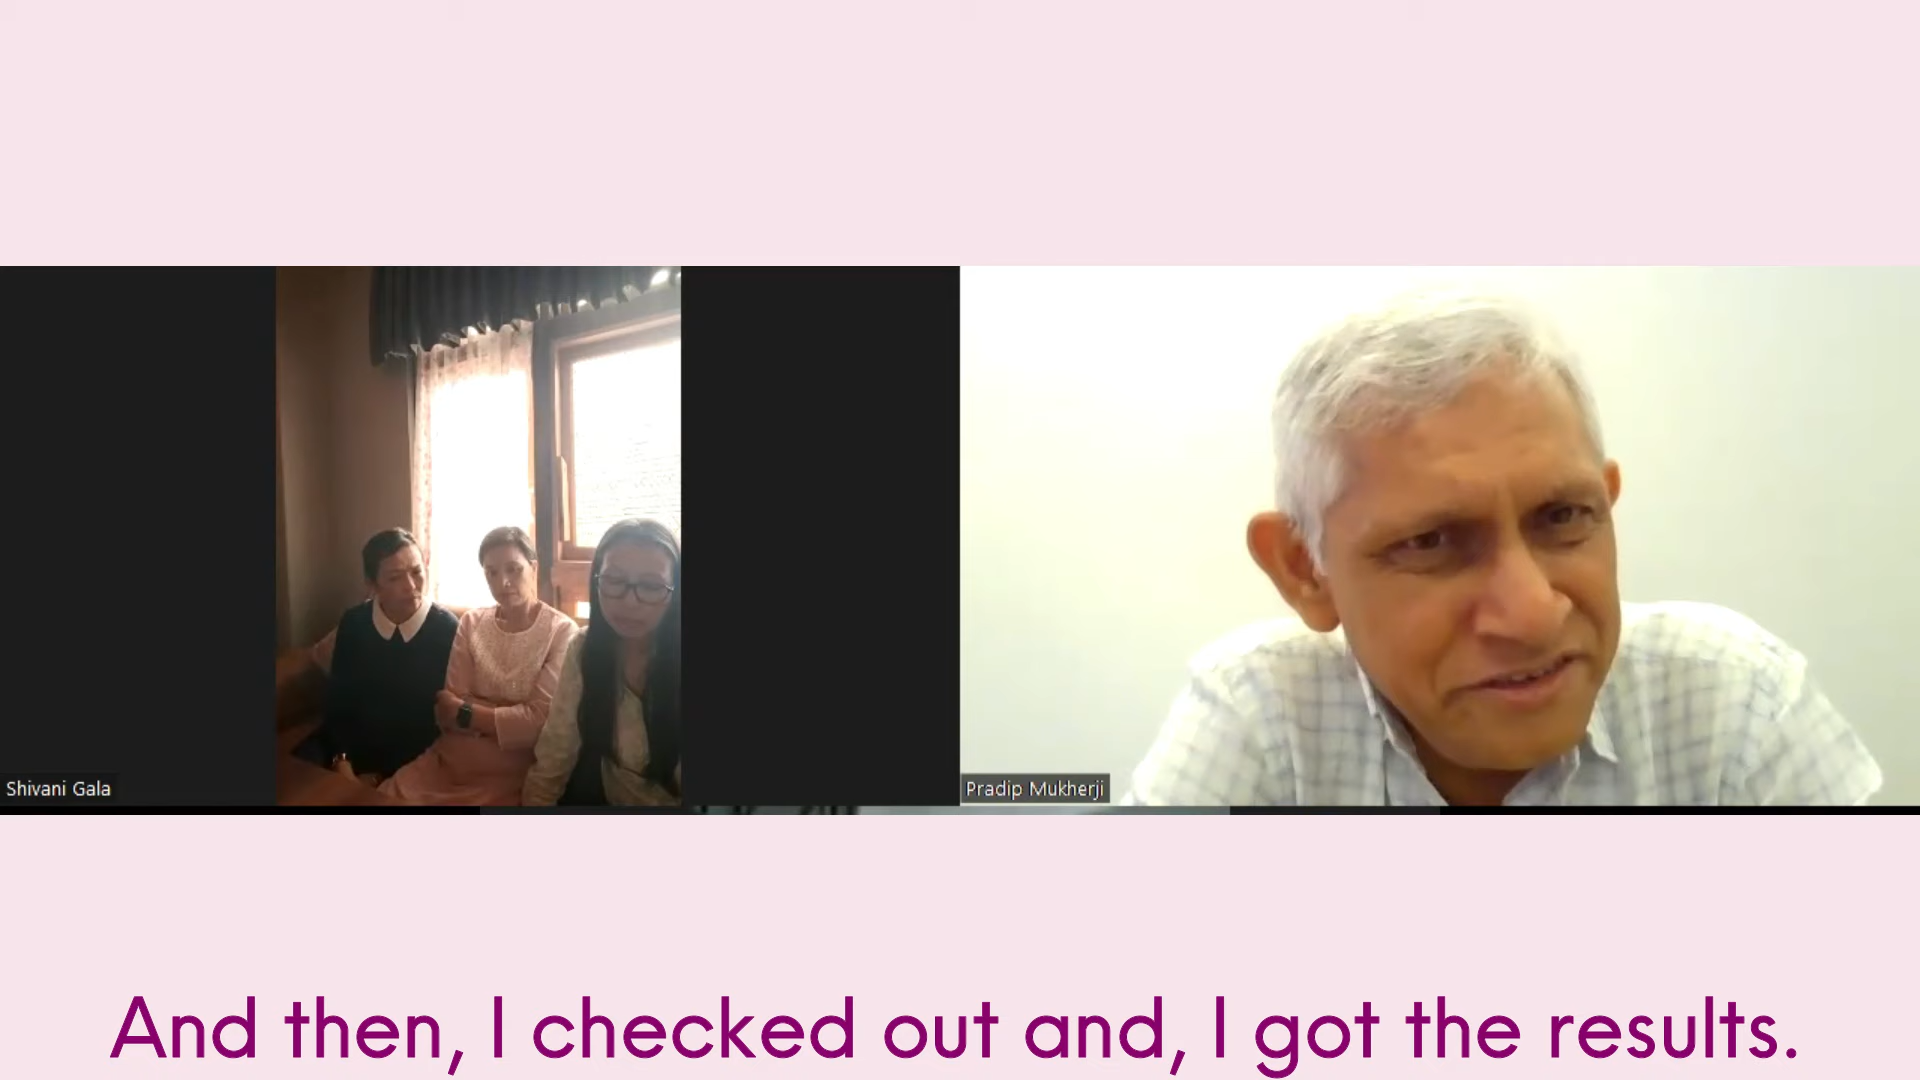 Shivani Gala
Pradip Mukherji
And then, I checked out and, I got the results.